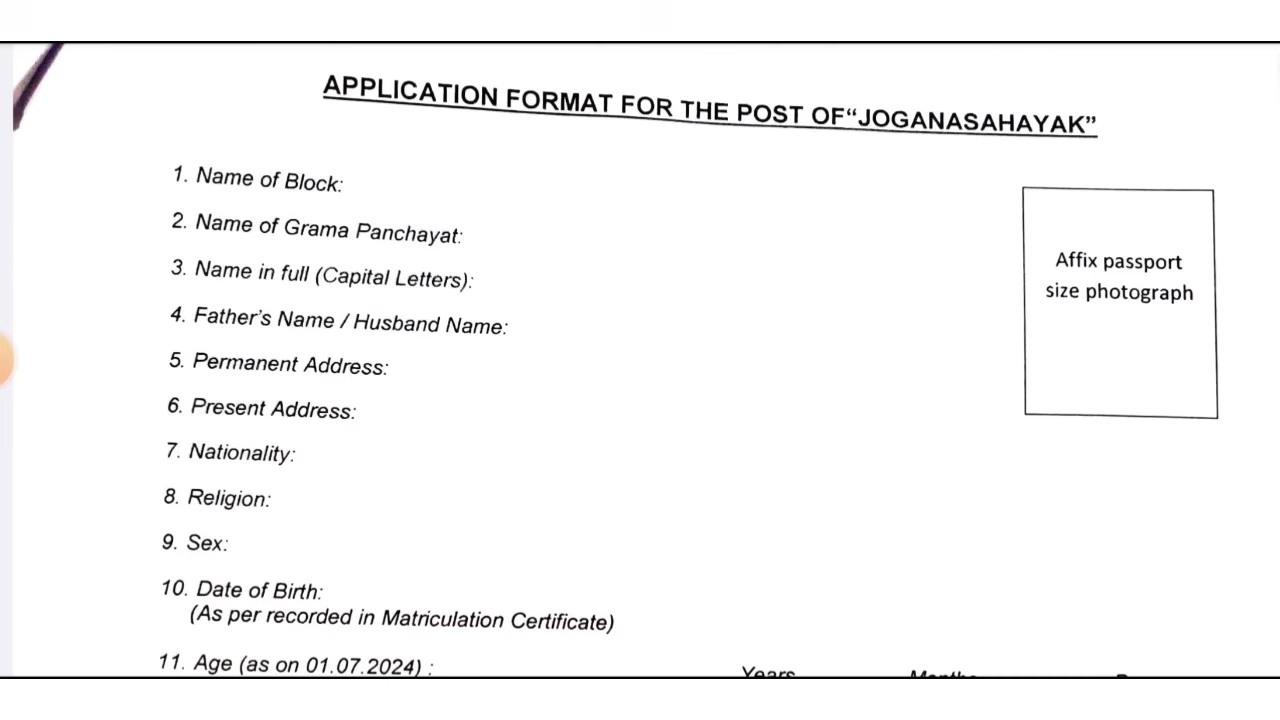 APPLICATION FORMAT FOR THE POST OF“JOGANASAHAYAK”
1. Name of Block:
2. Name of Grama Panchayat:
3. Name in full (Capital Letters):
4. Father's Name / Husband Name:
5. Permanent Address:
6. Present Address:
7. Nationality:
8. Religion:
9. Sex:
10. Date of Birth:
(As per recorded in Matriculation Certificate)
11. Age (as on 01.07.2024) : Years Months
Affix passport
size photograph